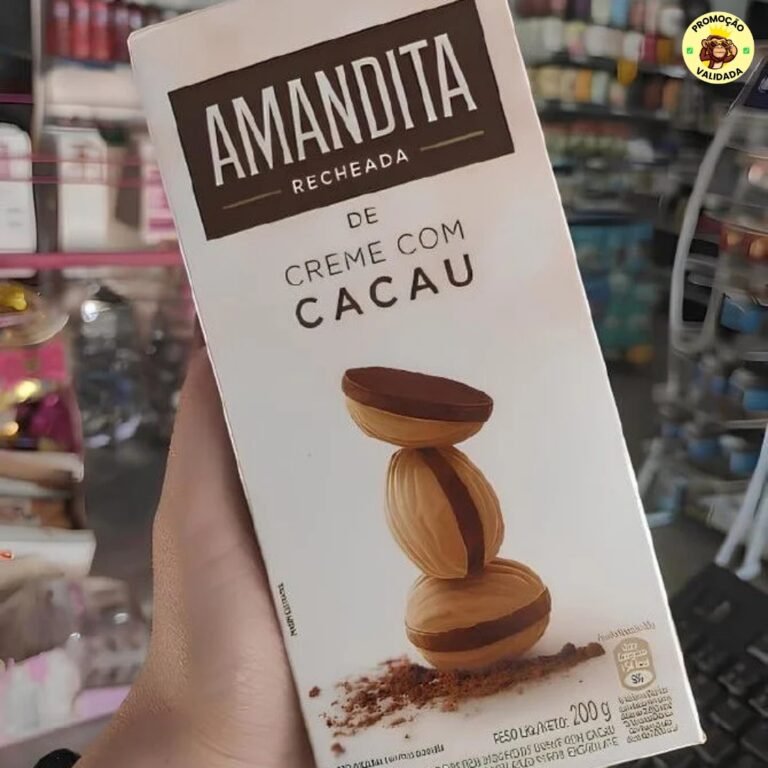 PROMOÇÃO
VALIDADA
AMANDITA
RECHEADA
DE
CREME COM
CACAU
PESO LÍQ./NETO: 200 g